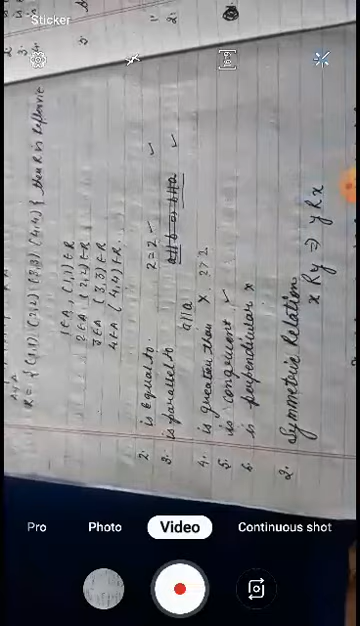 Sticker
R = { (1,1) (2,2) (3,3) (4,4) } then R is reflexive
1 ∈ A, (1,1) ∈ R
2 ∈ A (2,2) ∈ R
3 ∈ A (3,3) ∈ R
4 ∈ A (4,4) ∈ R.
2. is equal to. 2 = 2 ✓ ✓
3. is parallel to a||b ⇒ b||a ✓
a||a
4. is greater than × 2 > 2.
5. is congruent ✓
6. is perpendicular ×
2. Symmetric Relation
x R y ⇒ y R x
Pro Photo Video Continuous shot